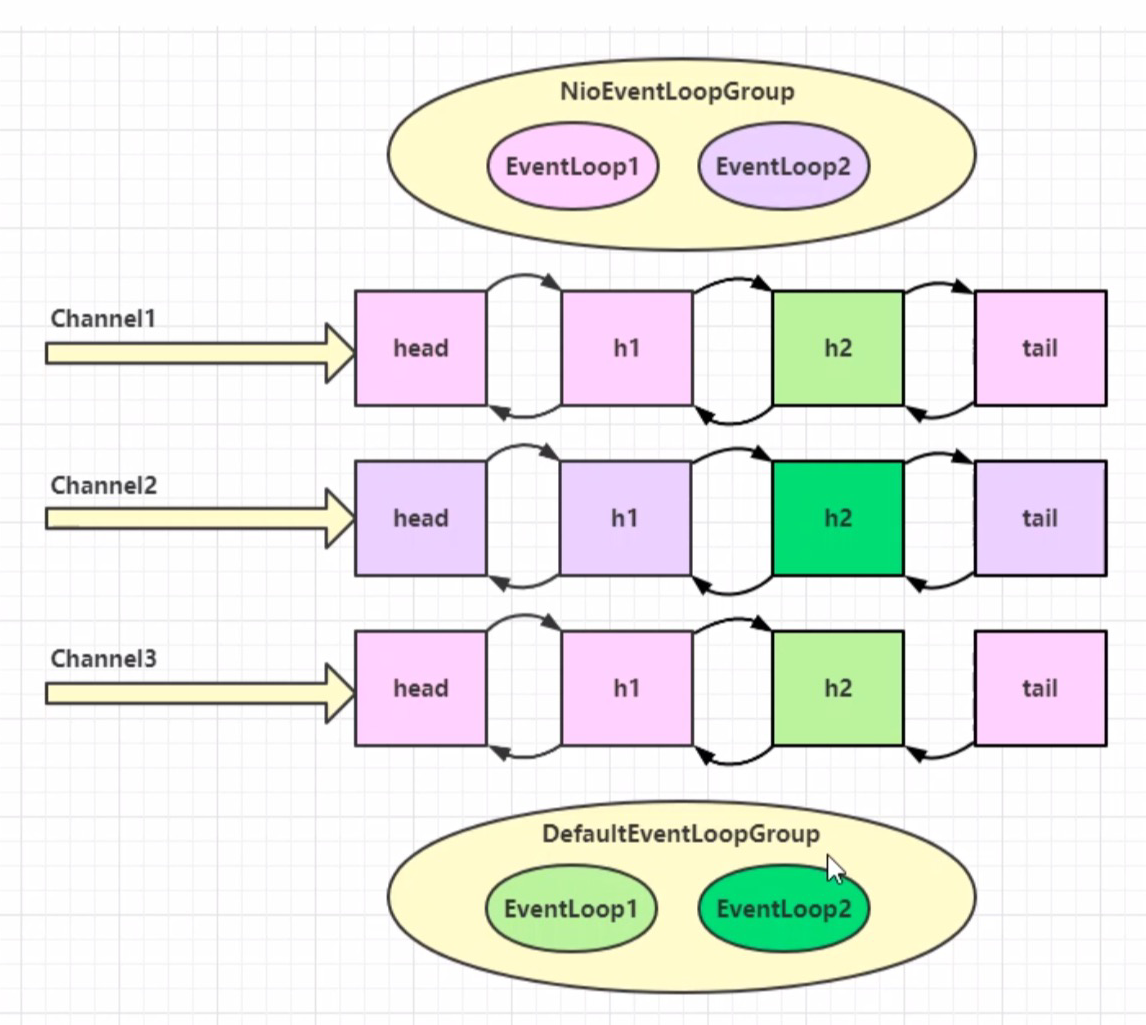 NioEventLoopGroup
EventLoop1 EventLoop2
Channel1
head h1 h2 tail
Channel2
head h1 h2 tail
Channel3
head h1 h2 tail
DefaultEventLoopGroup
EventLoop1 EventLoop2